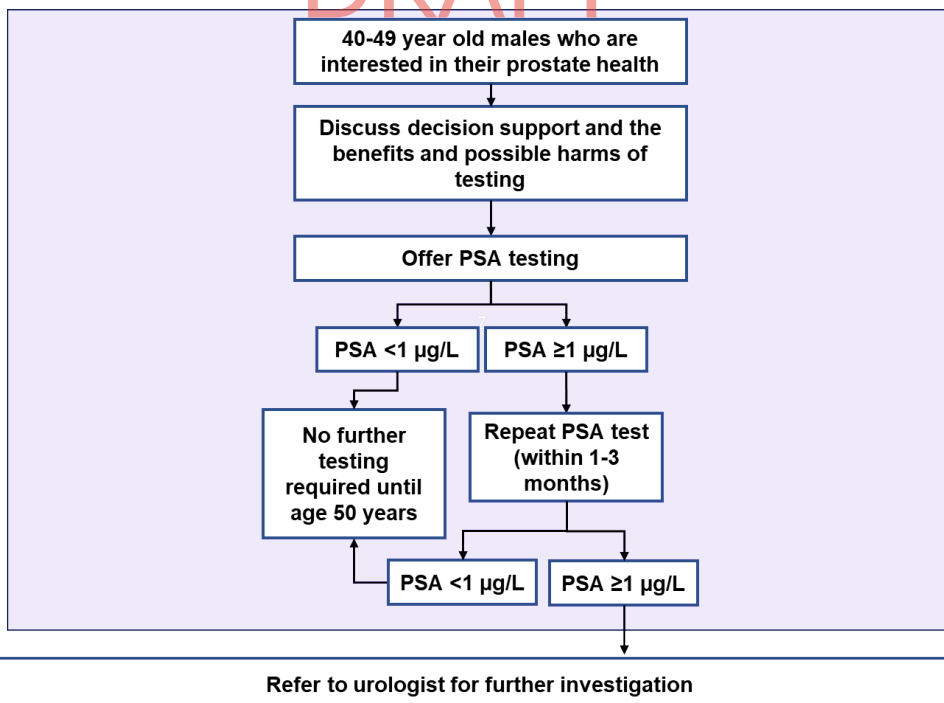 DRAFT
40-49 year old males who are
interested in their prostate health
Discuss decision support and the
benefits and possible harms of
testing
Offer PSA testing
7
PSA <1 µg/L
PSA ≥1 µg/L
No further
testing
required until
age 50 years
Repeat PSA test
(within 1-3
months)
PSA <1 µg/L
PSA ≥1 µg/L
Refer to urologist for further investigation